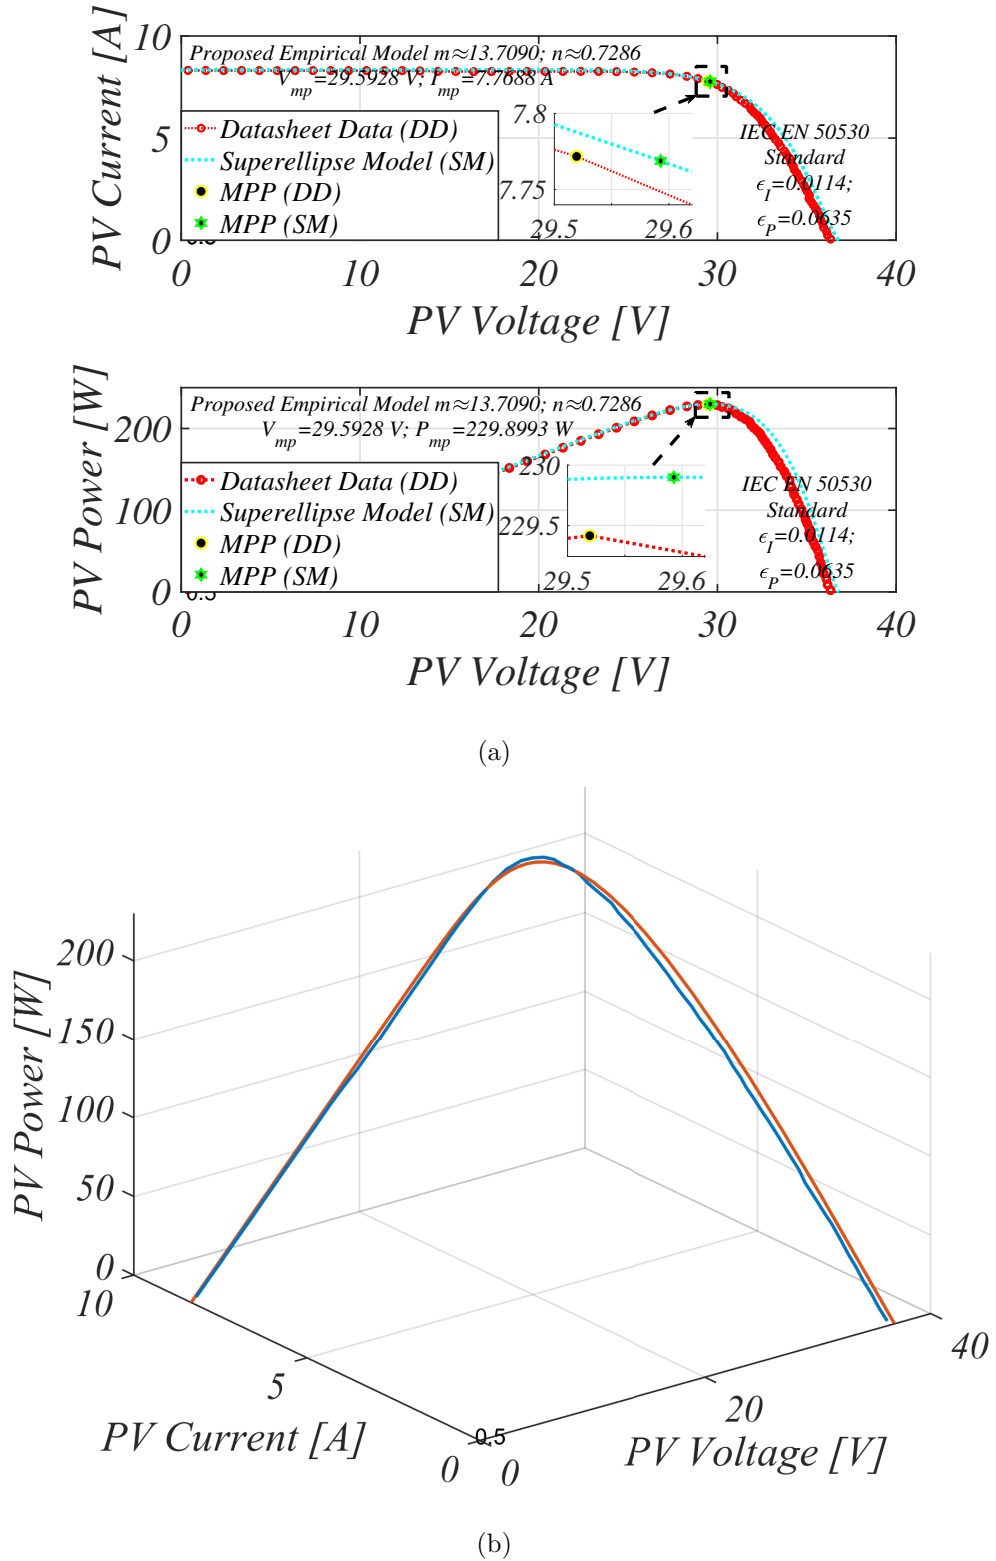 PV Current [A]
10
5
0
Proposed Empirical Model m≈13.7090; n≈0.7286
V_mp=29.5928 V; I_mp=7.7688 A
Datasheet Data (DD)
Superellipse Model (SM)
MPP (DD)
MPP (SM)
7.8
7.75
29.5 29.6
IEC EN 50530
Standard
ϵ_I=0.0114;
ϵ_P=0.0635
0.5
0 10 20 30 40
PV Voltage [V]
PV Power [W]
200
100
0
Proposed Empirical Model m≈13.7090; n≈0.7286
V_mp=29.5928 V; P_mp=229.8993 W
Datasheet Data (DD)
Superellipse Model (SM)
MPP (DD)
MPP (SM)
230
229.5
29.5 29.6
IEC EN 50530
Standard
ϵ_I=0.0114;
ϵ_P=0.0635
0.5
0 10 20 30 40
PV Voltage [V]
(a)
PV Power [W]
200
150
100
50
0
10
5
0
PV Current [A]
0.5
0
20
40
PV Voltage [V]
(b)